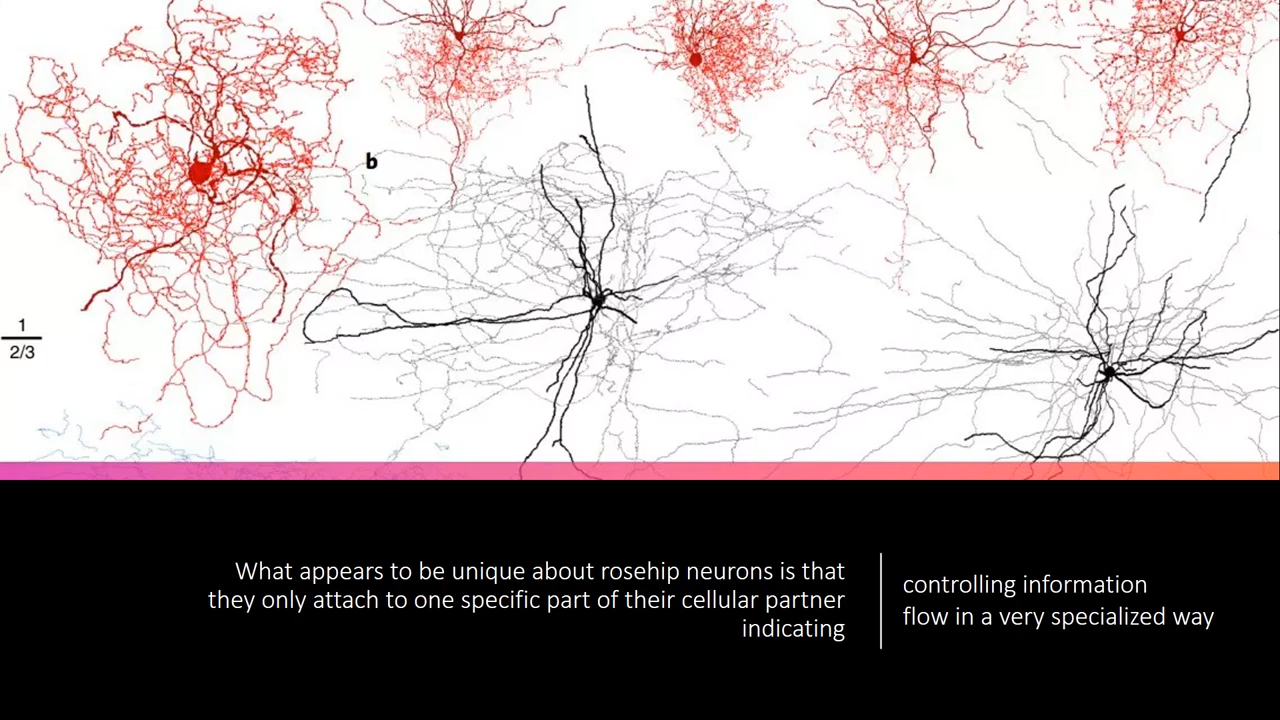 b
1
2/3
What appears to be unique about rosehip neurons is that
they only attach to one specific part of their cellular partner
indicating
controlling information
flow in a very specialized way